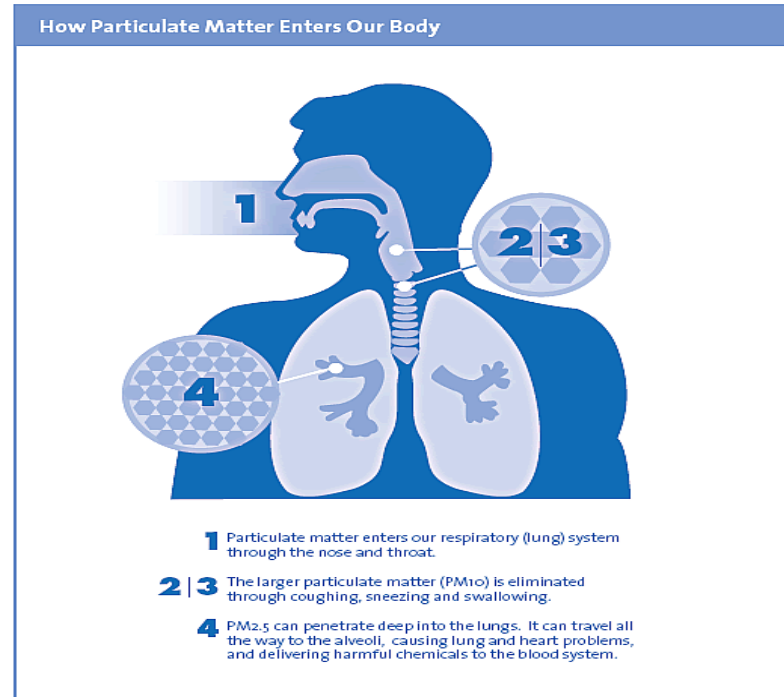 How Particulate Matter Enters Our Body
1
2|3
4
1 Particulate matter enters our respiratory (lung) system
through the nose and throat.
2|3 The larger particulate matter (PM10) is eliminated
through coughing, sneezing and swallowing.
4 PM2.5 can penetrate deep into the lungs. It can travel all
the way to the alveoli, causing lung and heart problems,
and delivering harmful chemicals to the blood system.